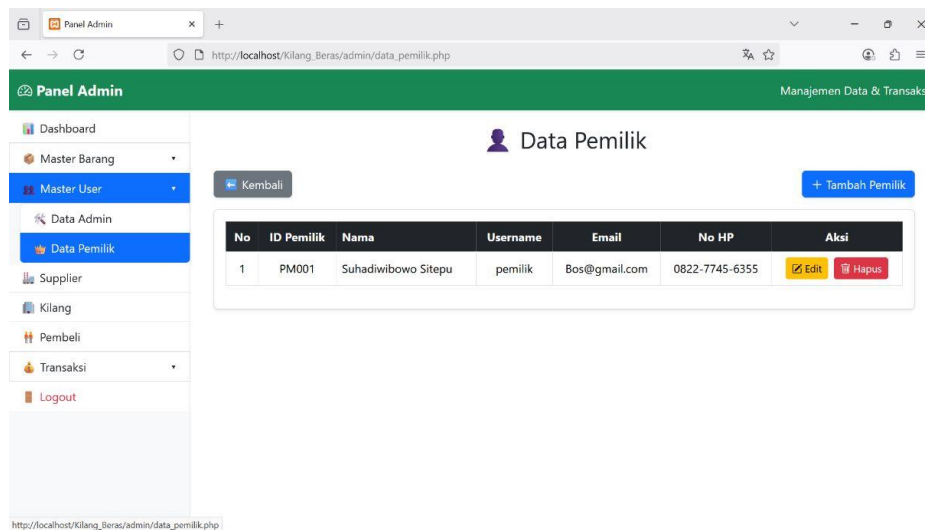 Panel Admin
http://localhost/Kilang_Beras/admin/data_pemilik.php
Panel Admin
Manajemen Data & Transaks
Dashboard
Master Barang
Master User
Data Admin
Data Pemilik
Supplier
Kilang
Pembeli
Transaksi
Logout
Data Pemilik
Kembali
+ Tambah Pemilik
No ID Pemilik Nama Username Email No HP Aksi
1 PM001 Suhadiwibowo Sitepu pemilik Bos@gmail.com 0822-7745-6355 Edit Hapus
http://localhost/Kilang_Beras/admin/data_pemilik.php